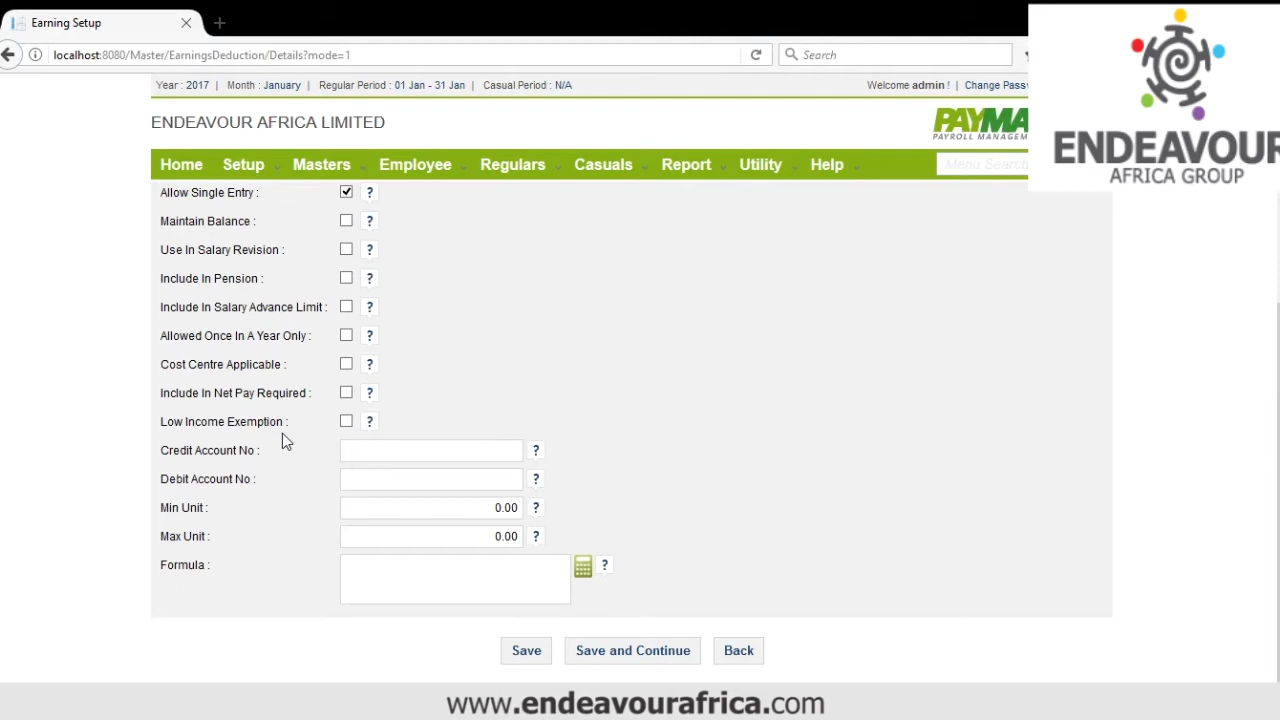 Earning Setup
localhost:8080/Master/EarningsDeduction/Details?mode=1
Search
Year : 2017 | Month : January | Regular Period : 01 Jan - 31 Jan | Casual Period : N/A
Welcome admin ! | Change
ENDEAVOUR AFRICA LIMITED
Home Setup Masters Employee Regulars Casuals Report Utility Help
Menu Search
ENDEAVOUR
AFRICA GROUP
Allow Single Entry : ?
Maintain Balance : ?
Use In Salary Revision : ?
Include In Pension : ?
Include In Salary Advance Limit : ?
Allowed Once In A Year Only : ?
Cost Centre Applicable : ?
Include In Net Pay Required : ?
Low Income Exemption : ?
Credit Account No : ?
Debit Account No : ?
Min Unit : 0.00 ?
Max Unit : 0.00 ?
Formula : ?
Save Save and Continue Back
www.endeavourafrica.com